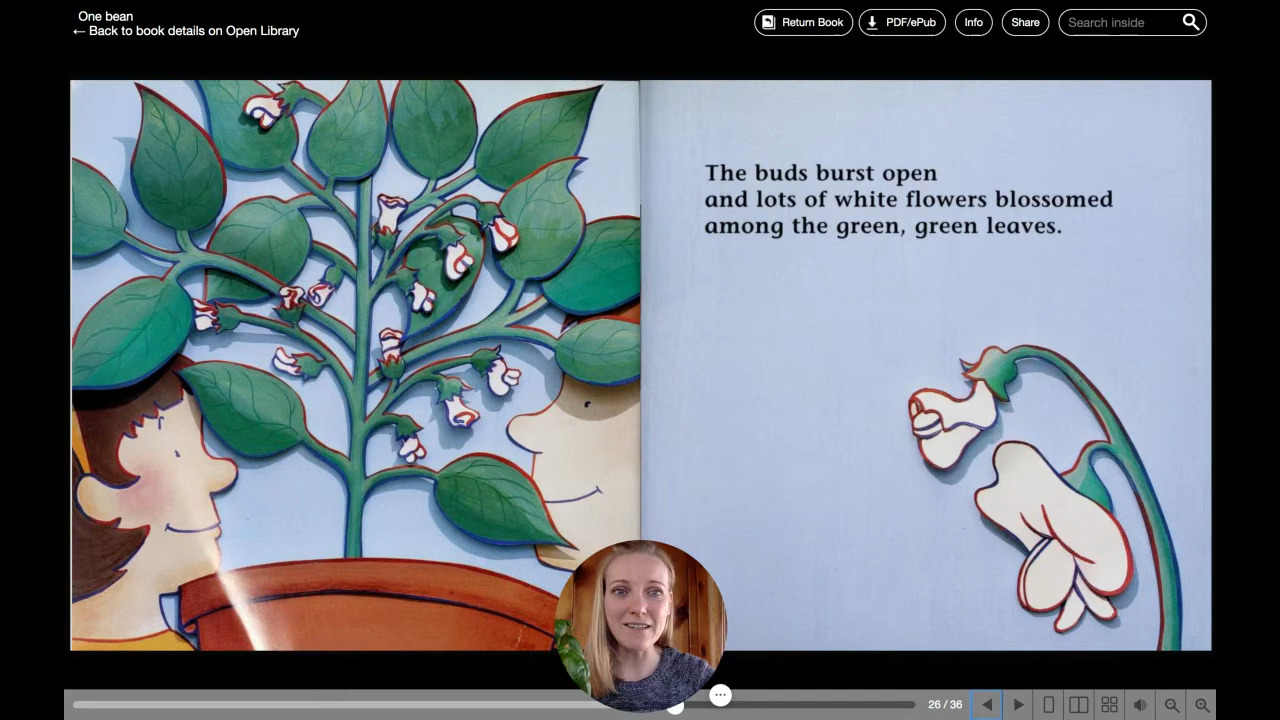 One bean
← Back to book details on Open Library
Return Book
PDF/ePub
Info
Share
Search inside
The buds burst open
and lots of white flowers blossomed
among the green, green leaves.
26 / 36